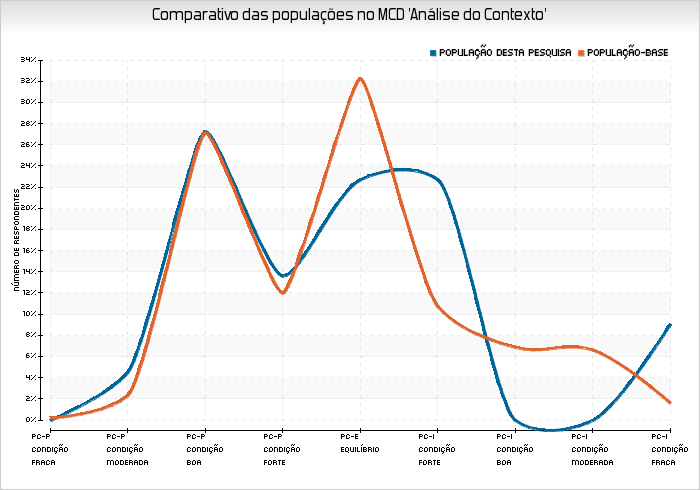 Comparativo das populações no MCD 'Análise do Contexto'
POPULAÇÃO DESTA PESQUISA
POPULAÇÃO-BASE
NÚMERO DE RESPONDENTES
34%
32%
30%
28%
26%
24%
22%
20%
18%
16%
14%
12%
10%
8%
6%
4%
2%
0%
PC-P
CONDIÇÃO
FRACA
PC-P
CONDIÇÃO
MODERADA
PC-P
CONDIÇÃO
BOA
PC-P
CONDIÇÃO
FORTE
PC-E
EQUILÍBRIO
PC-I
CONDIÇÃO
FORTE
PC-I
CONDIÇÃO
BOA
PC-I
CONDIÇÃO
MODERADA
PC-I
CONDIÇÃO
FRACA